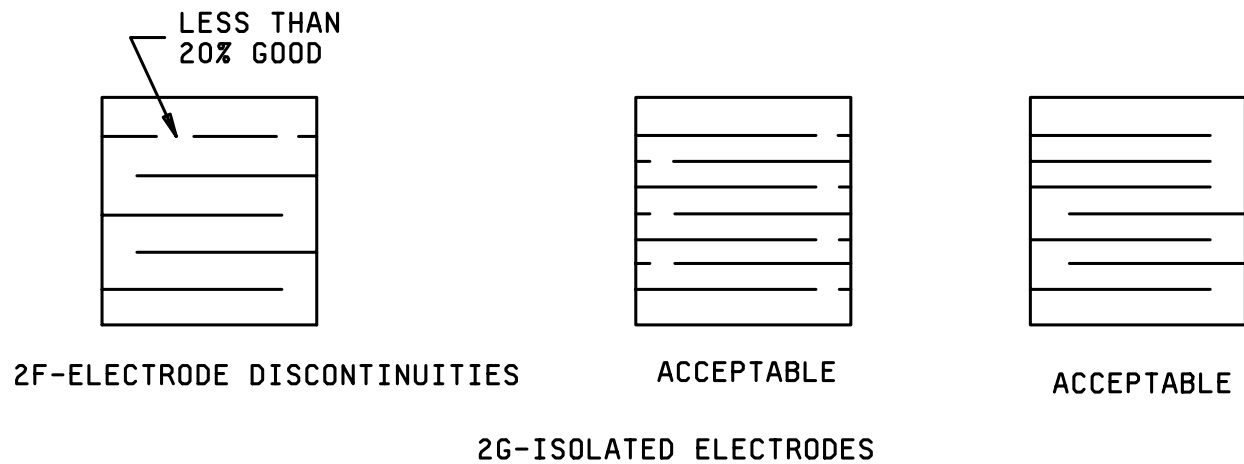 LESS THAN
20% GOOD
2F-ELECTRODE DISCONTINUITIES
ACCEPTABLE
ACCEPTABLE
2G-ISOLATED ELECTRODES